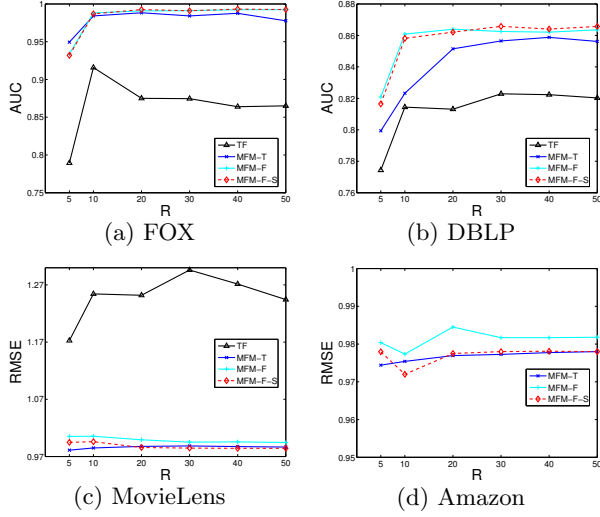 1
0.95
0.9
0.85
0.8
0.75
AUC
5 10 20 30 40 50
R
TF
MFM−T
MFM−F
MFM−F−S
(a) FOX
0.88
0.86
0.84
0.82
0.8
0.78
0.76
AUC
5 10 20 30 40 50
R
TF
MFM−T
MFM−F
MFM−F−S
(b) DBLP
1.27
1.17
1.07
0.97
RMSE
5 10 20 30 40 50
R
TF
MFM−T
MFM−F
MFM−F−S
(c) MovieLens
1
0.99
0.98
0.97
0.96
0.95
RMSE
5 10 20 30 40 50
R
MFM−T
MFM−F
MFM−F−S
(d) Amazon